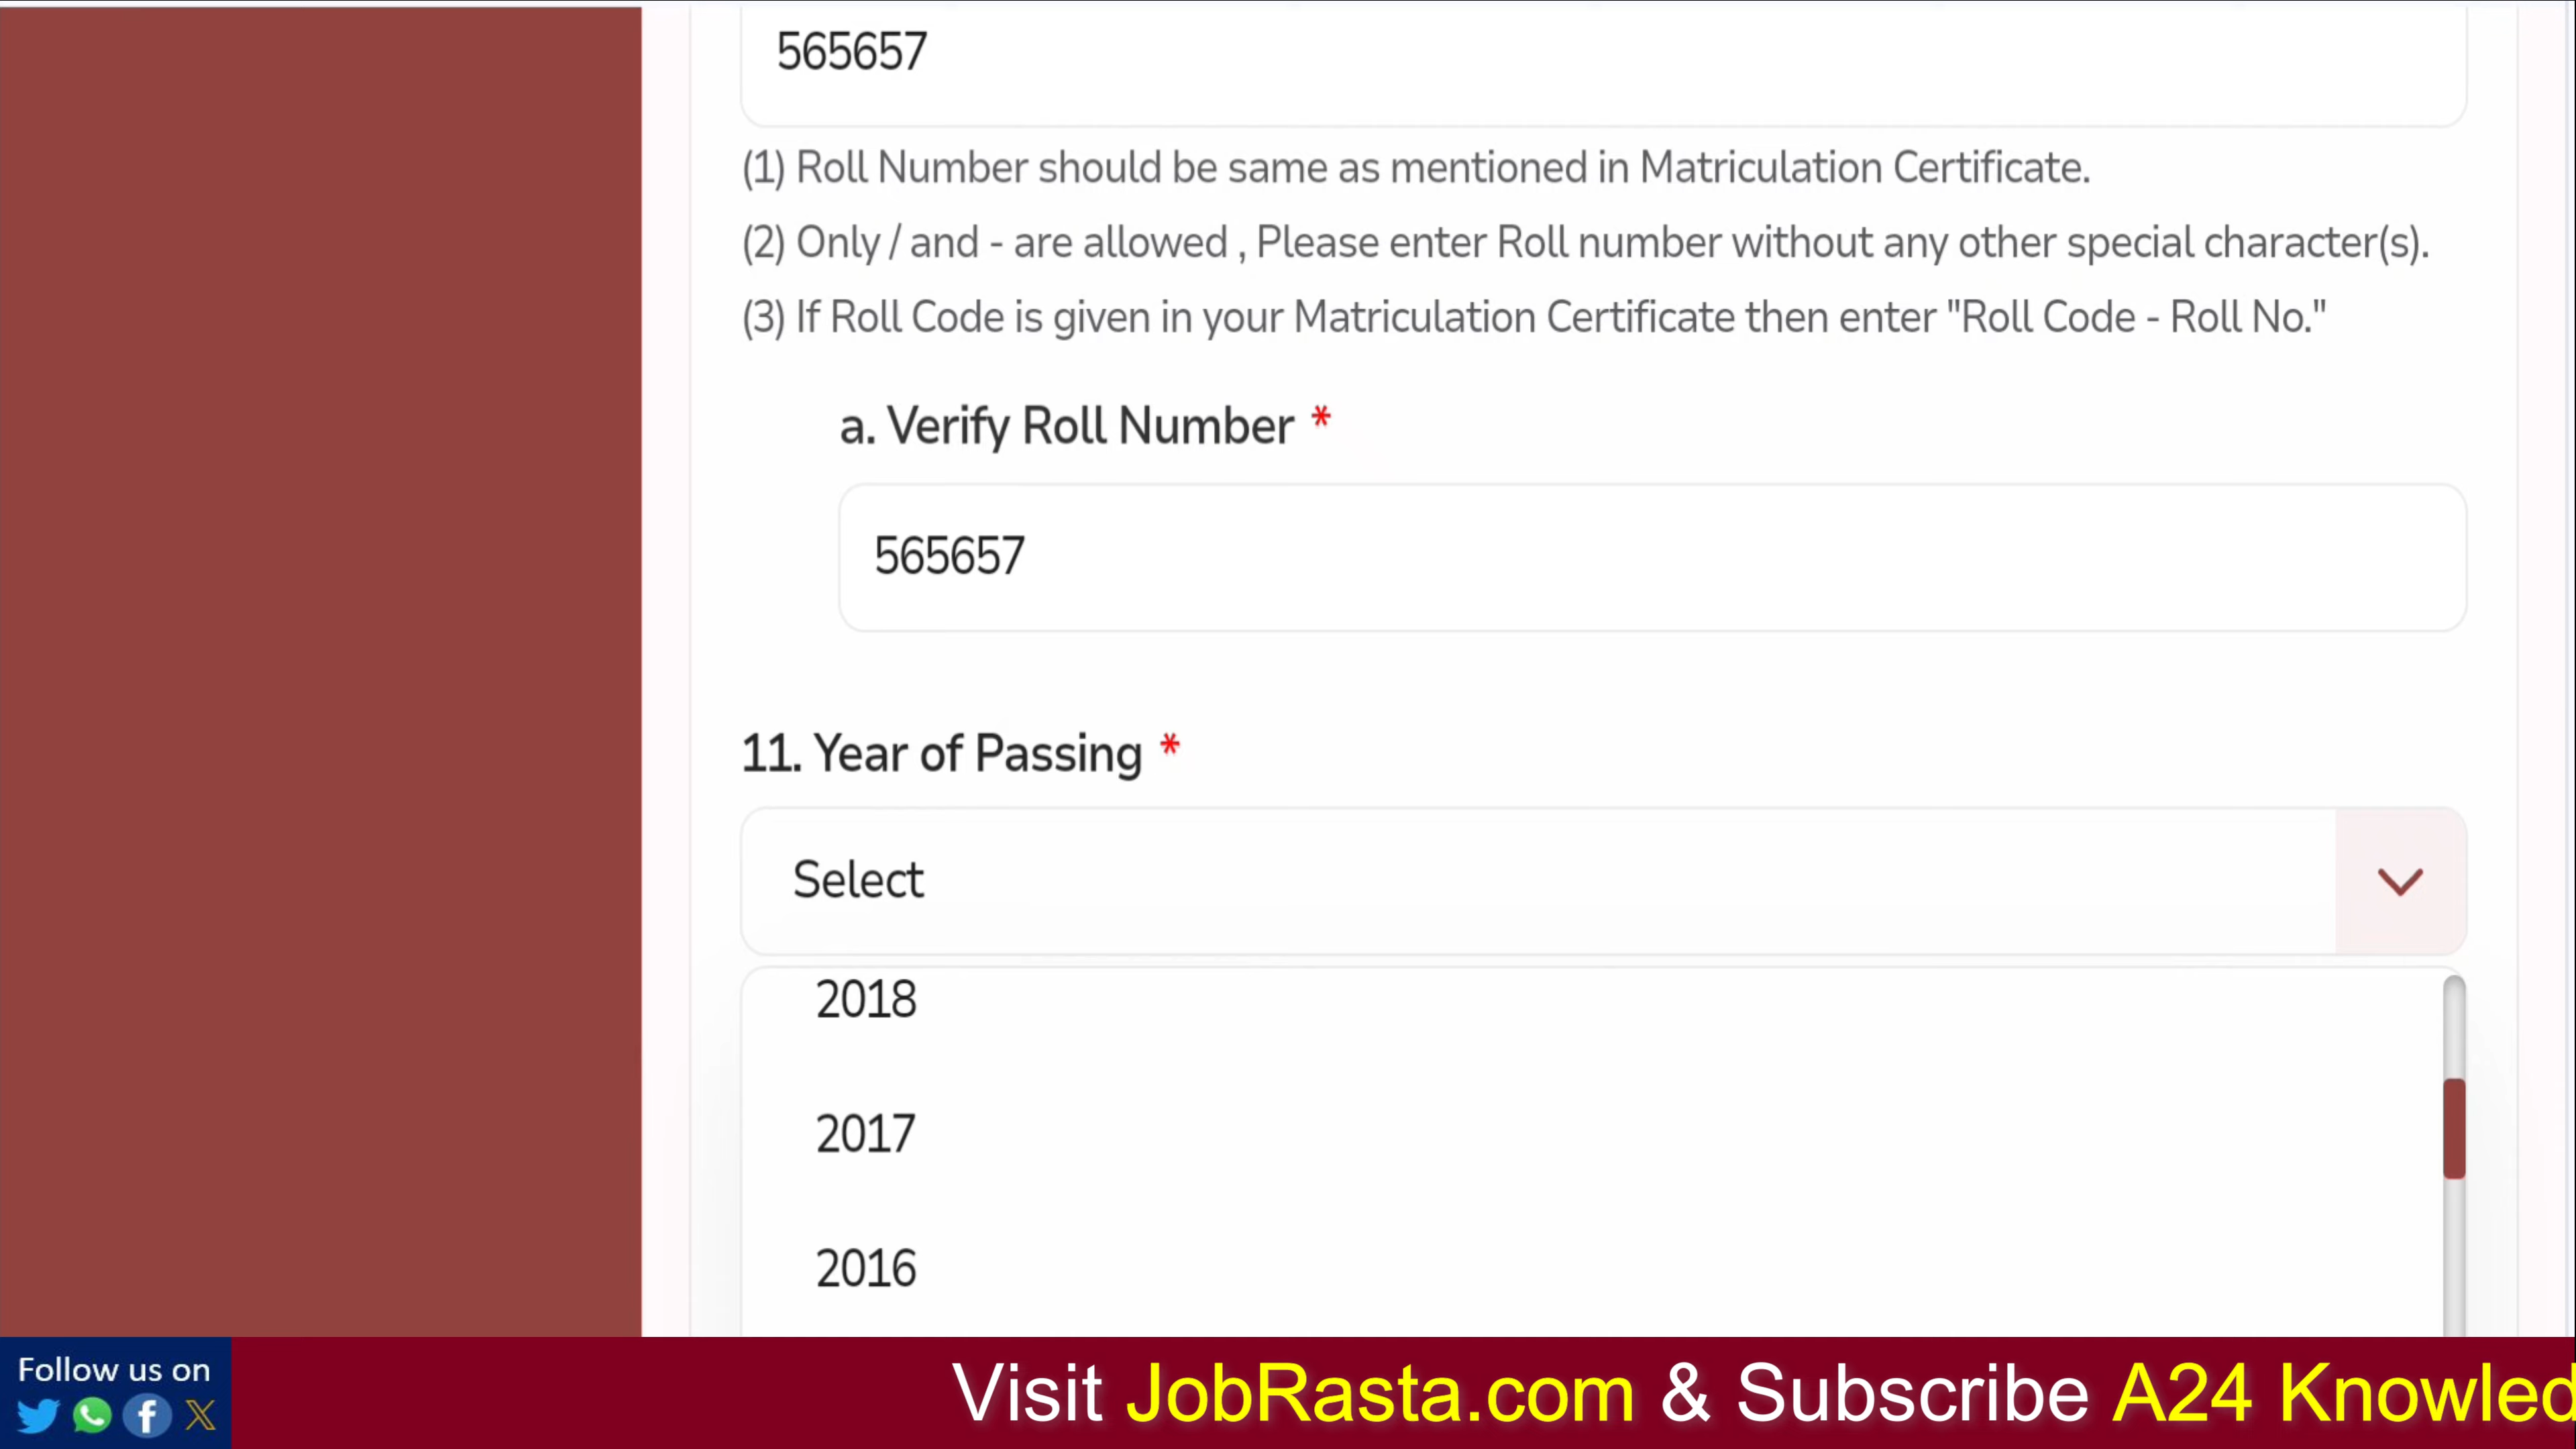 565657
(1) Roll Number should be same as mentioned in Matriculation Certificate.
(2) Only / and - are allowed , Please enter Roll number without any other special character(s).
(3) If Roll Code is given in your Matriculation Certificate then enter "Roll Code - Roll No."
a. Verify Roll Number *
565657
11. Year of Passing *
Select
2018
2017
2016
Follow us on
Visit JobRasta.com & Subscribe A24 Knowled